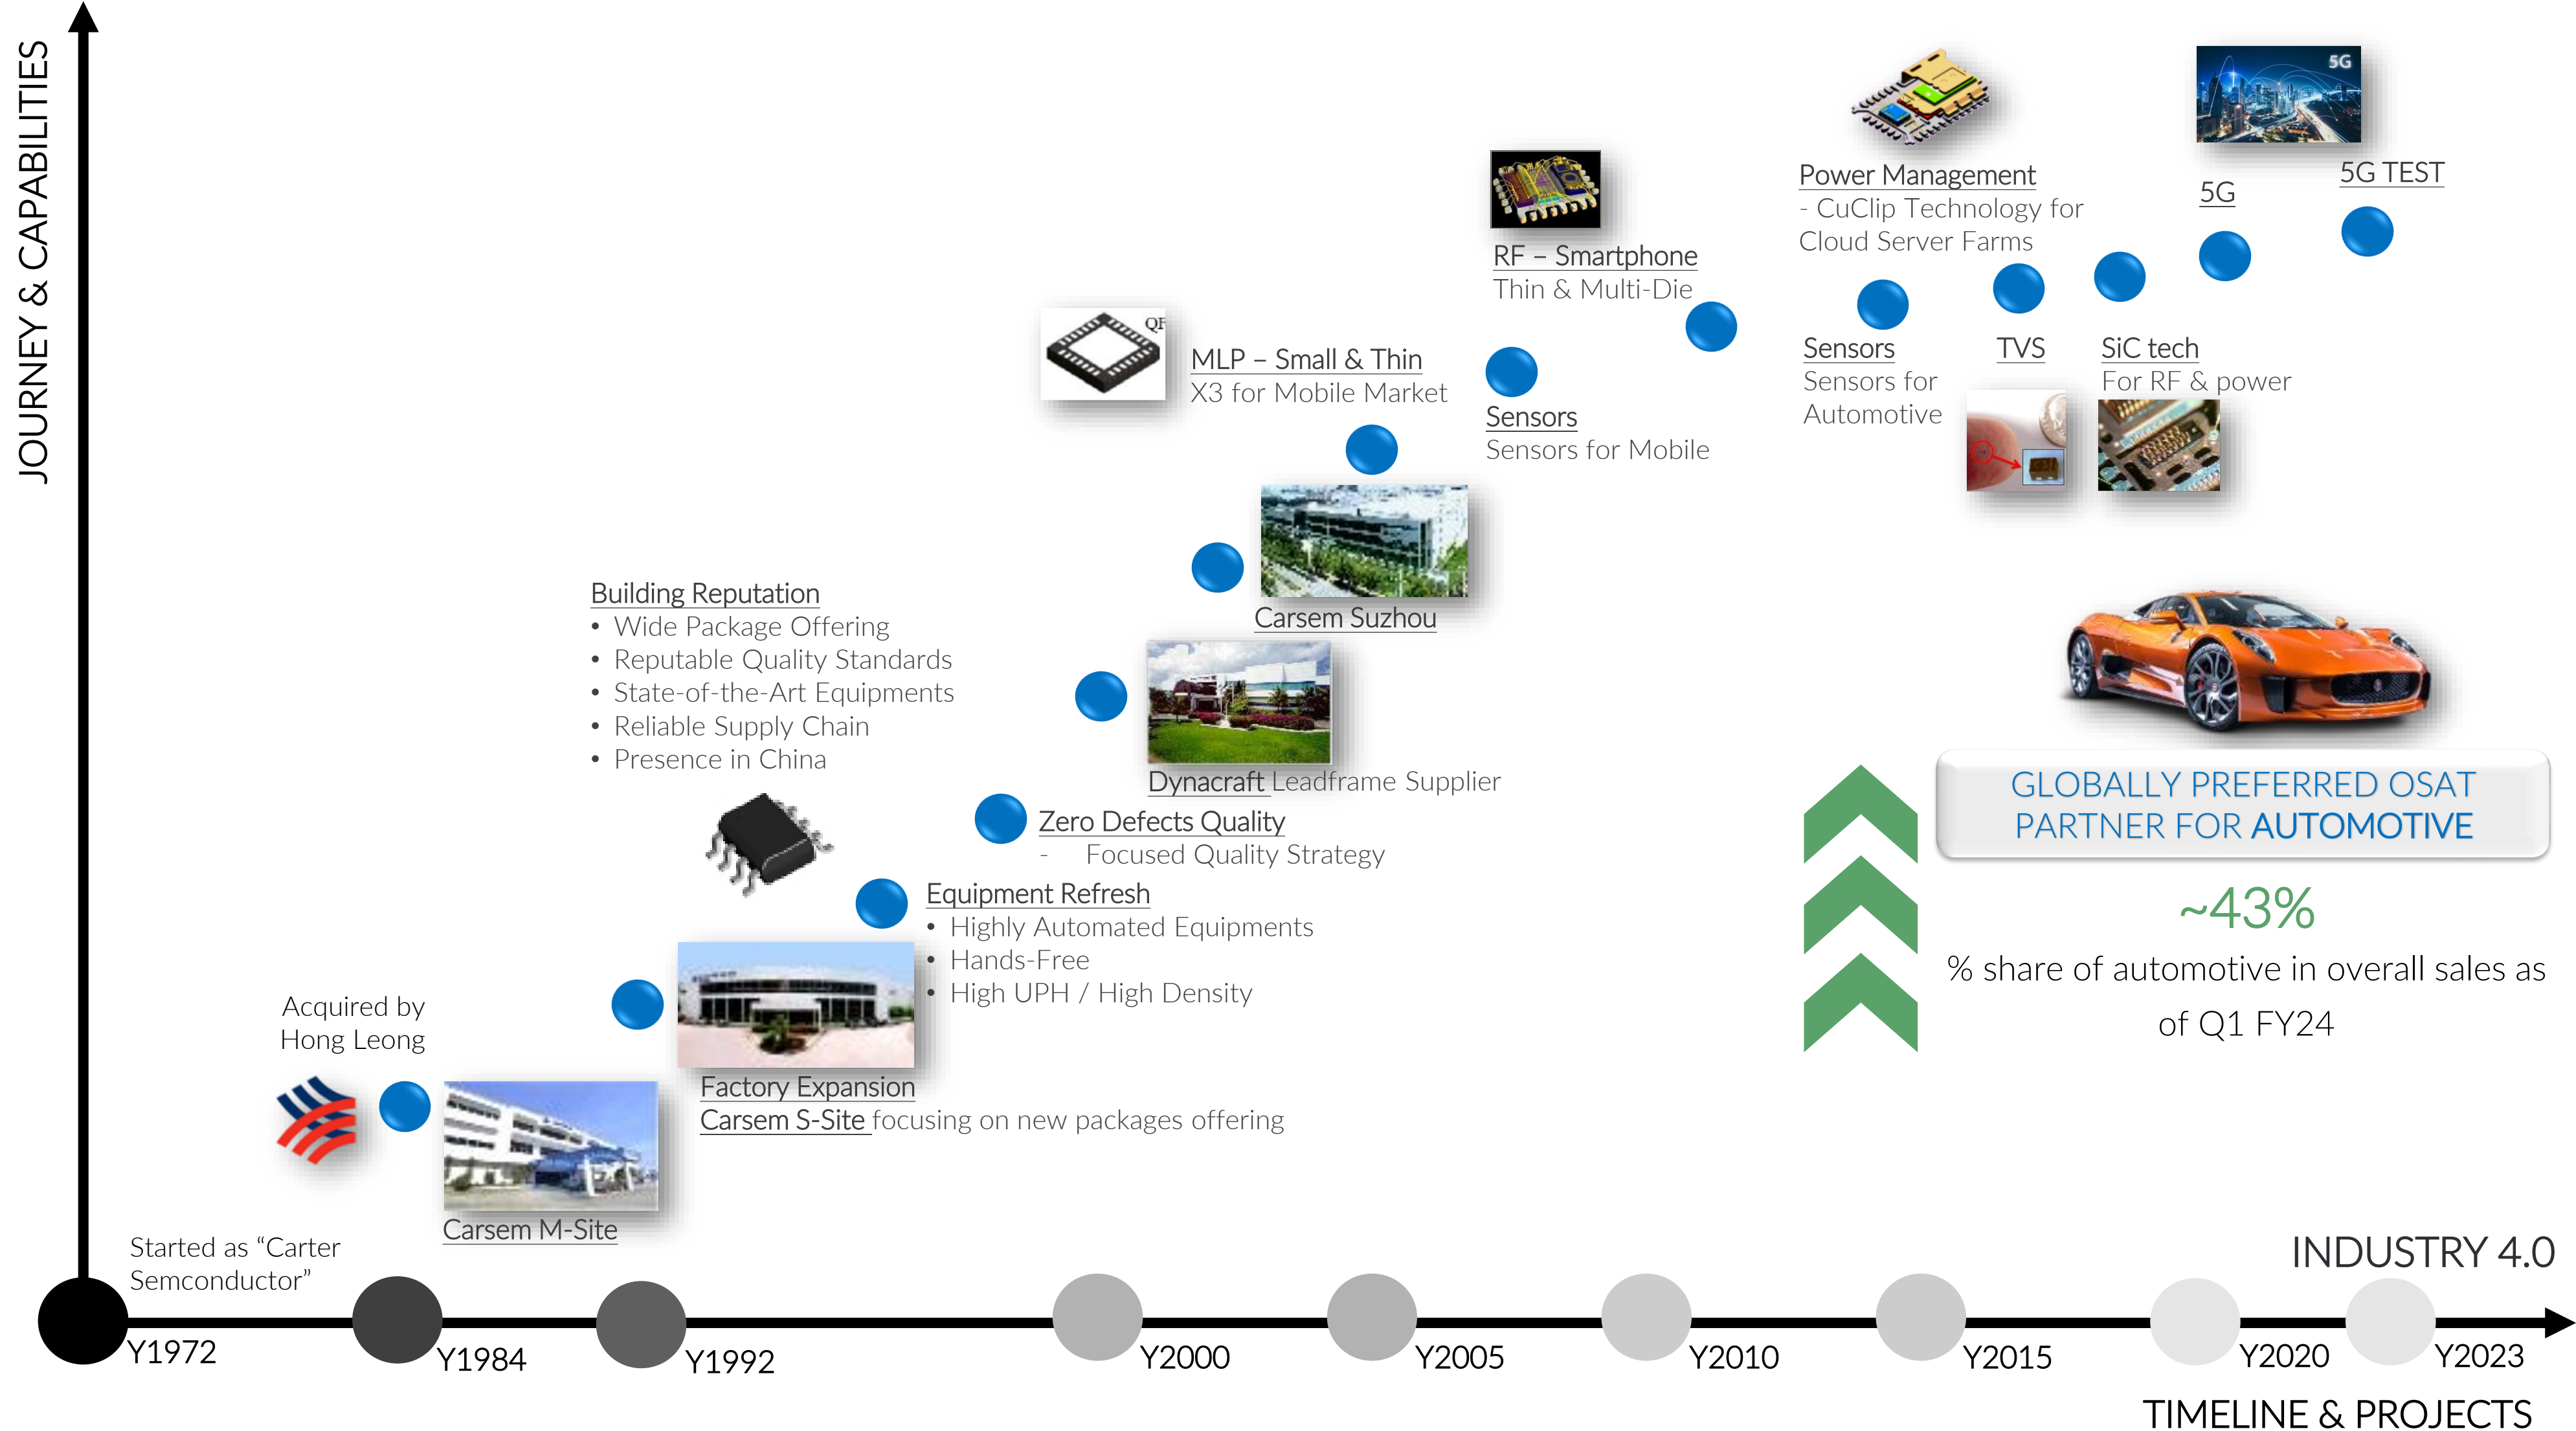 JOURNEY & CAPABILITIES
5G
5G TEST
5G
Power Management
- CuClip Technology for
Cloud Server Farms
RF – Smartphone
Thin & Multi-Die
QF
MLP – Small & Thin
X3 for Mobile Market
Sensors
Sensors for Mobile
Sensors
Sensors for
Automotive
TVS
SiC tech
For RF & power
Carsem Suzhou
Building Reputation
• Wide Package Offering
• Reputable Quality Standards
• State-of-the-Art Equipments
• Reliable Supply Chain
• Presence in China
Dynacraft Leadframe Supplier
Zero Defects Quality
- Focused Quality Strategy
Equipment Refresh
• Highly Automated Equipments
• Hands-Free
• High UPH / High Density
GLOBALLY PREFERRED OSAT
PARTNER FOR AUTOMOTIVE
~43%
% share of automotive in overall sales as
of Q1 FY24
Acquired by
Hong Leong
Factory Expansion
Carsem S-Site focusing on new packages offering
Carsem M-Site
Started as “Carter
Semconductor”
INDUSTRY 4.0
Y1972
Y1984
Y1992
Y2000
Y2005
Y2010
Y2015
Y2020
Y2023
TIMELINE & PROJECTS